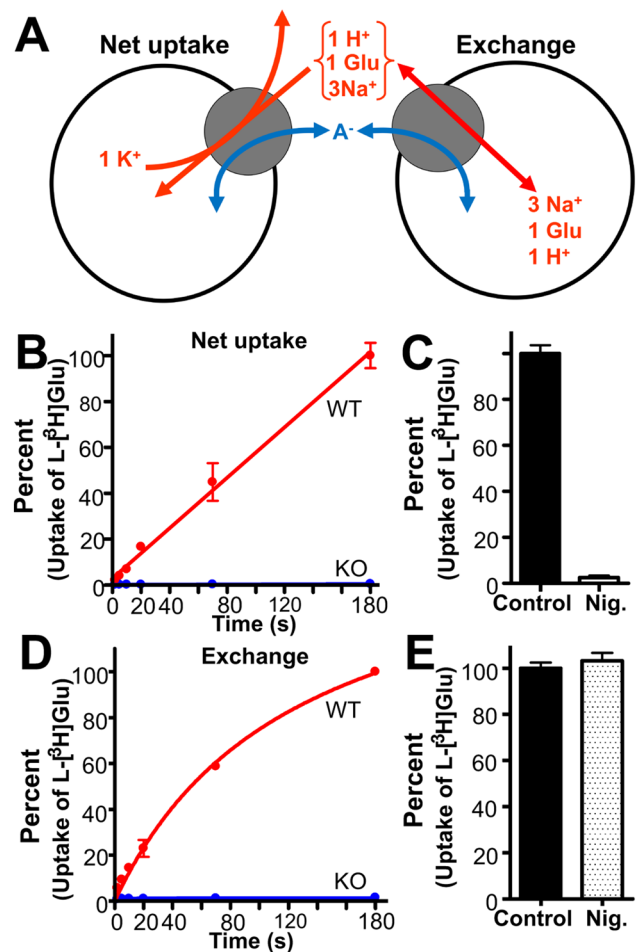 A
Net uptake
Exchange
1 H⁺
1 Glu
3Na⁺
1 K⁺
A⁻
3 Na⁺
1 Glu
1 H⁺
B
Net uptake
Percent
(Uptake of L-[³H]Glu)
100
80
60
40
20
0
WT
KO
0 20 40 80 120 180
Time (s)
C
Percent
(Uptake of L-[³H]Glu)
80
60
40
20
0
Control Nig.
D
Exchange
Percent
(Uptake of L-[³H]Glu)
100
80
60
40
20
0
WT
KO
0 20 40 80 120 180
Time (s)
E
Percent
(Uptake of L-[³H]Glu)
100
80
60
40
20
0
Control Nig.